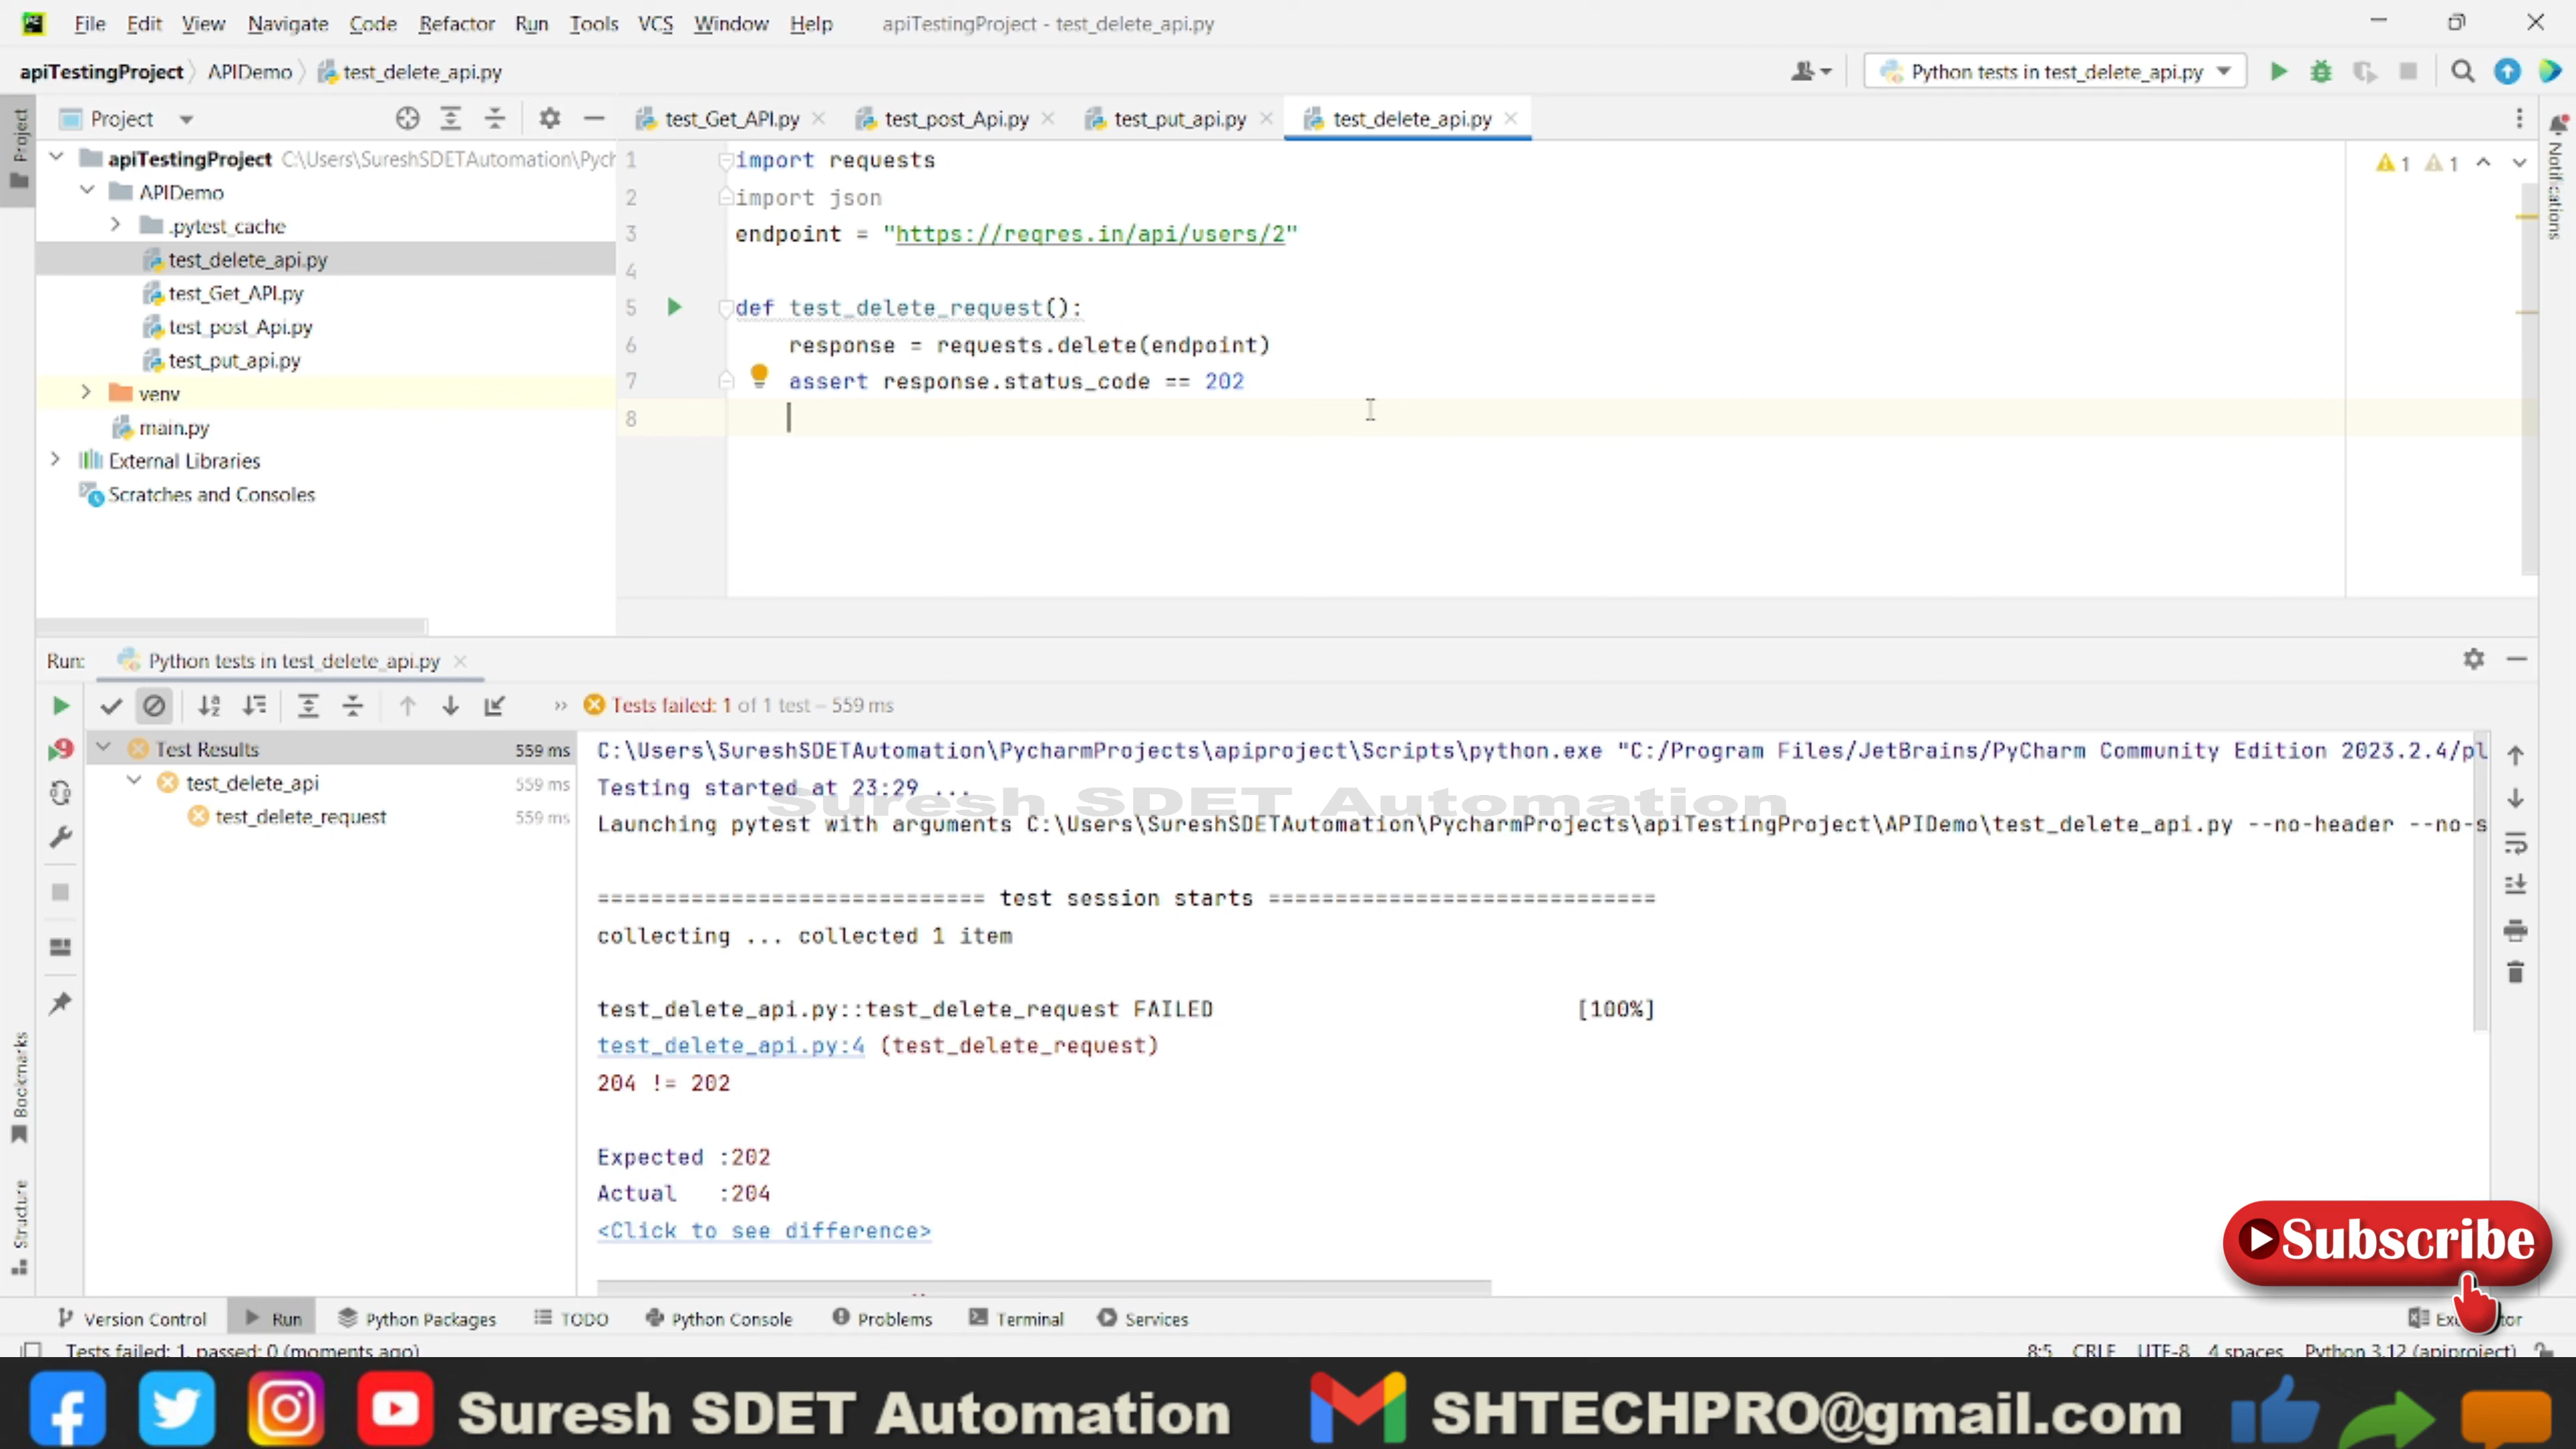 File Edit View Navigate Code Refactor Run Tools VCS Window Help apiTestingProject - test_delete_api.py
apiTestingProject APIDemo test_delete_api.py Python tests in test_delete_api.py
Project
Project
test_Get_API.py test_post_Api.py test_put_api.py test_delete_api.py
Notifications
apiTestingProject C:\Users\SureshSDETAutomation\Pych
APIDemo
.pytest_cache
test_delete_api.py
test_Get_API.py
test_post_Api.py
test_put_api.py
venv
main.py
External Libraries
Scratches and Consoles
1 import requests
2 import json
3 endpoint = "https://reqres.in/api/users/2"
4
5 def test_delete_request():
6 response = requests.delete(endpoint)
7 assert response.status_code == 202
8
1 1
Run: Python tests in test_delete_api.py
Tests failed: 1 of 1 test – 559 ms
Test Results 559 ms
test_delete_api 559 ms
test_delete_request 559 ms
C:\Users\SureshSDETAutomation\PycharmProjects\apiproject\Scripts\python.exe "C:/Program Files/JetBrains/PyCharm Community Edition 2023.2.4/pl
Testing started at 23:29 ...
Suresh SDET Automation
Launching pytest with arguments C:\Users\SureshSDETAutomation\PycharmProjects\apiTestingProject\APIDemo\test_delete_api.py --no-header --no-s
============================= test session starts =============================
collecting ... collected 1 item
test_delete_api.py::test_delete_request FAILED [100%]
test_delete_api.py:4 (test_delete_request)
204 != 202
Expected :202
Actual :204
<Click to see difference>
Bookmarks
Structure
Subscribe
Version Control Run Python Packages TODO Python Console Problems Terminal Services
Tests failed: 1, passed: 0 (moments ago) 8:5 CRLF UTF-8 4 spaces Python 3.12 (apiproject)
Suresh SDET Automation SHTECHPRO@gmail.com